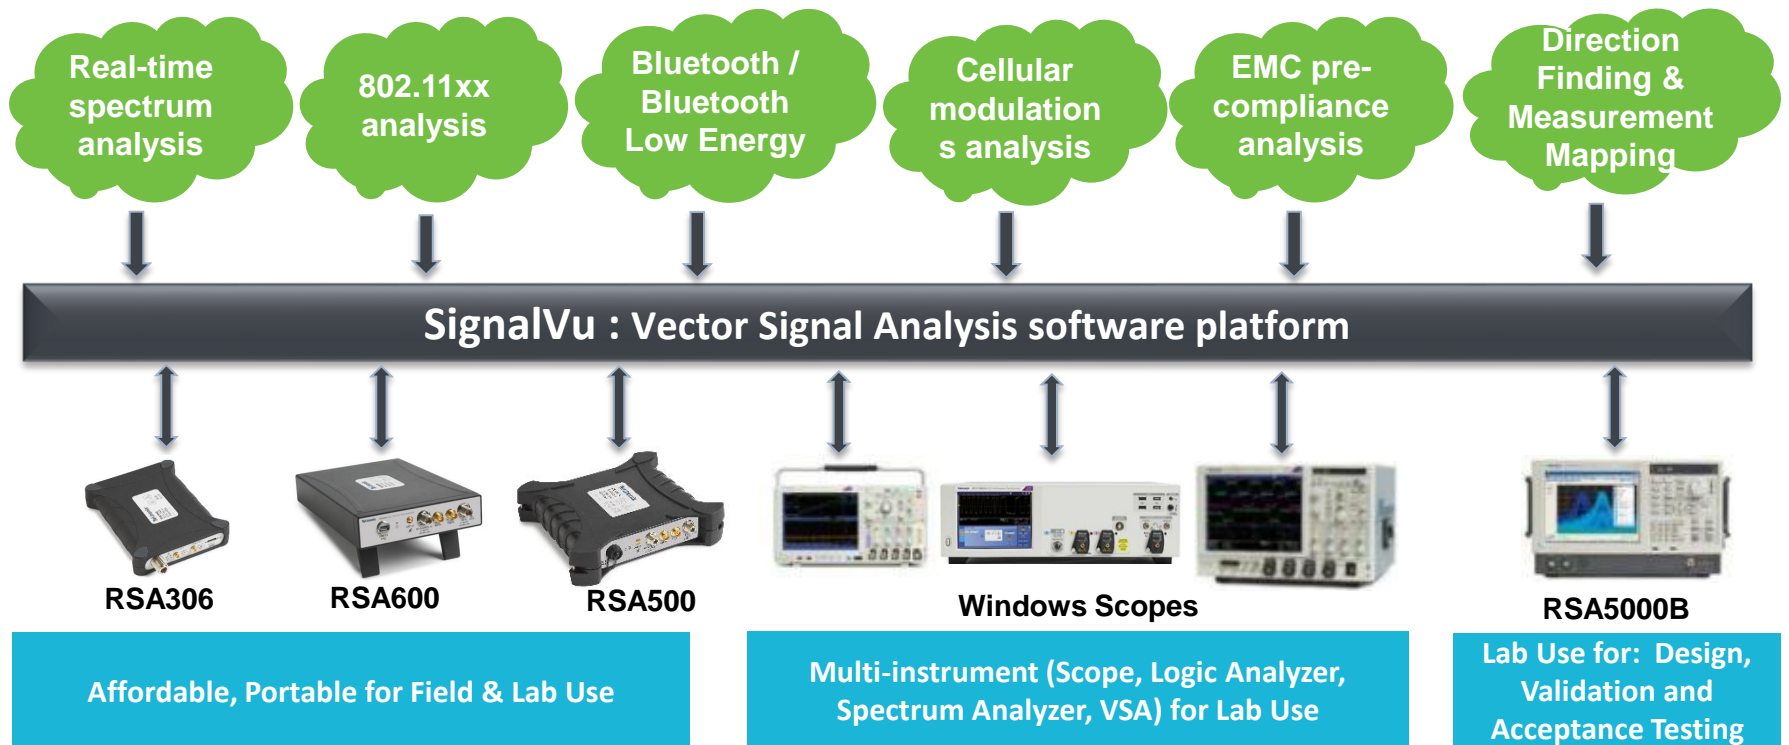 Real-time
spectrum
analysis
802.11xx
analysis
Bluetooth /
Bluetooth
Low Energy
Cellular
modulation
s analysis
EMC pre-
compliance
analysis
Direction
Finding &
Measurement
Mapping
SignalVu : Vector Signal Analysis software platform
RSA306
RSA600
RSA500
Windows Scopes
RSA5000B
Affordable, Portable for Field & Lab Use
Multi-instrument (Scope, Logic Analyzer,
Spectrum Analyzer, VSA) for Lab Use
Lab Use for:  Design,
Validation and
Acceptance Testing